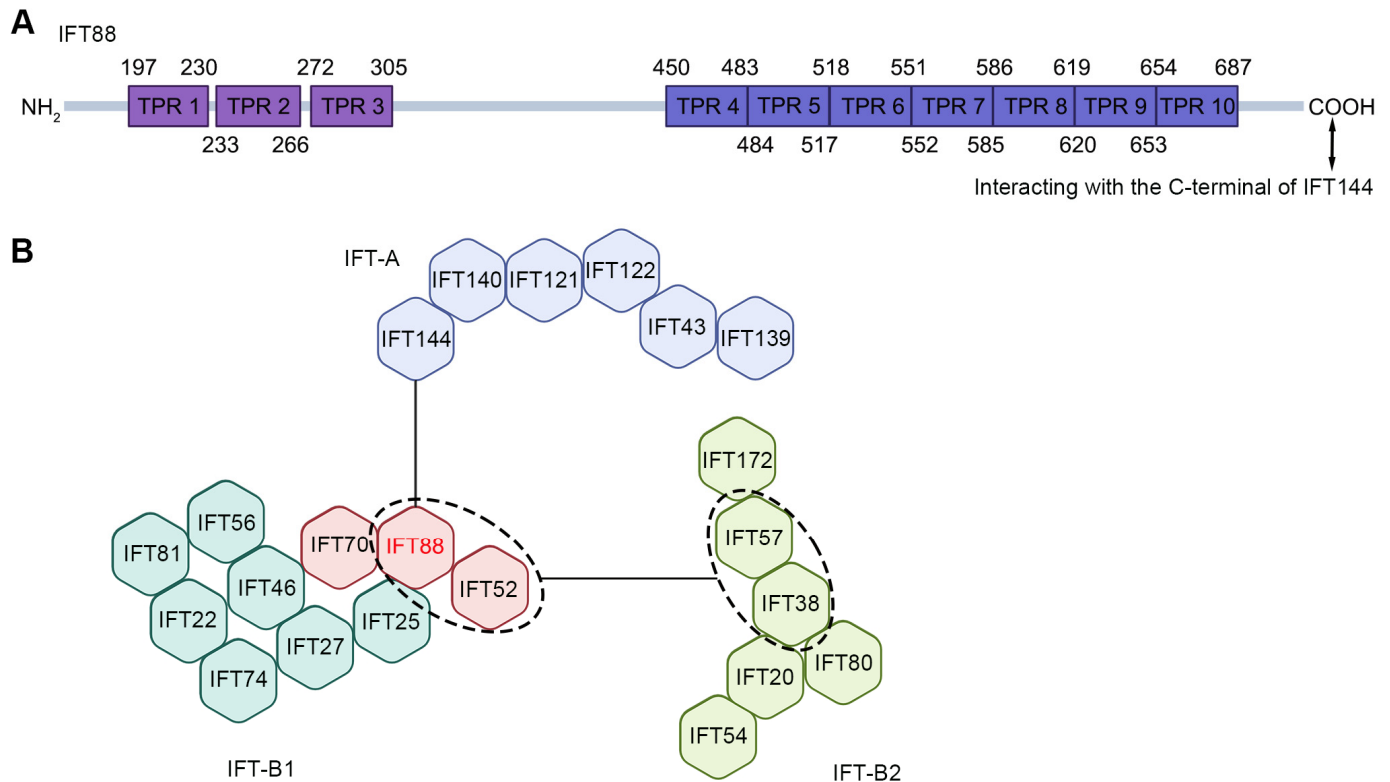 A
IFT88
197 230 272 305 450 483 518 551 586 619 654 687
NH2 TPR 1 TPR 2 TPR 3 TPR 4 TPR 5 TPR 6 TPR 7 TPR 8 TPR 9 TPR 10 COOH
233 266 484 517 552 585 620 653
Interacting with the C-terminal of IFT144
B
IFT-A
IFT140 IFT121 IFT122
IFT144 IFT43 IFT139
IFT172
IFT56 IFT57
IFT81 IFT70 IFT88
IFT46 IFT52 IFT38
IFT22 IFT25
IFT27 IFT20 IFT80
IFT74
IFT54
IFT-B1 IFT-B2